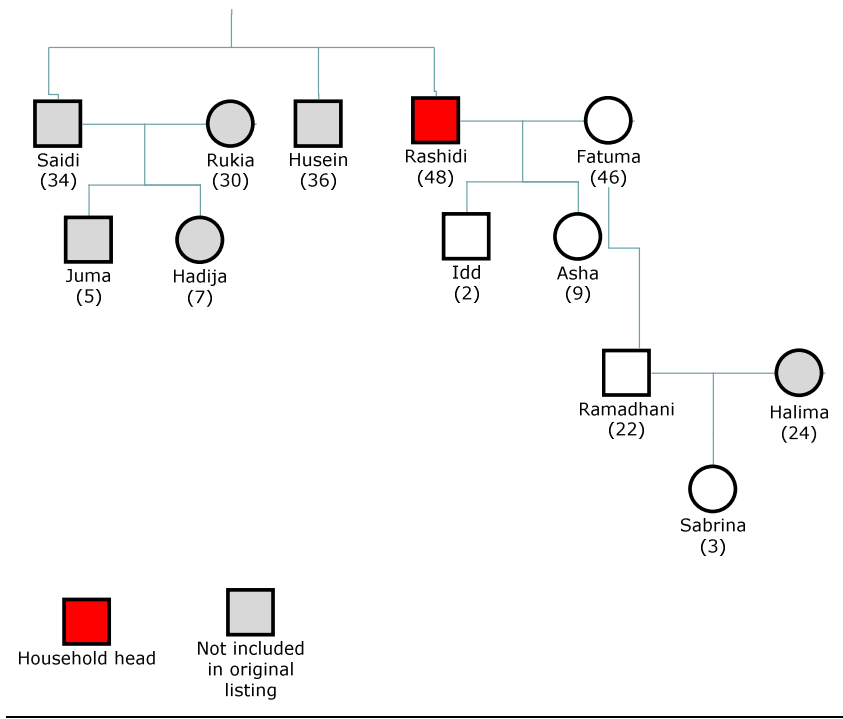 Saidi
(34)
Rukia
(30)
Husein
(36)
Rashidi
(48)
Fatuma
(46)
Juma
(5)
Hadija
(7)
Idd
(2)
Asha
(9)
Ramadhani
(22)
Halima
(24)
Sabrina
(3)
Household head
Not included
in original
listing